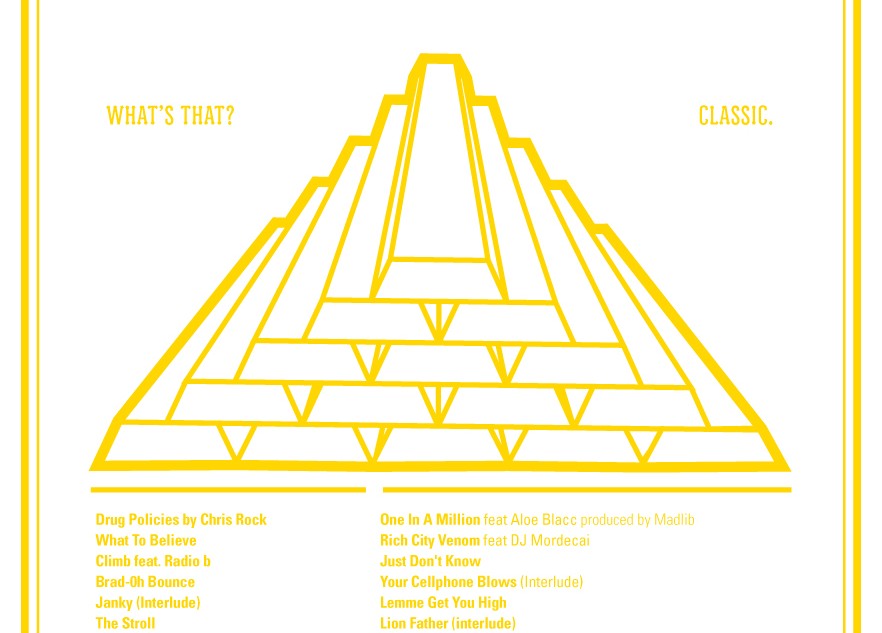 WHAT'S THAT?
CLASSIC.
Drug Policies by Chris Rock
What To Believe
Climb feat. Radio b
Brad-0h Bounce
Janky (Interlude)
The Stroll
One In A Million feat Aloe Blacc produced by Madlib
Rich City Venom feat DJ Mordecai
Just Don't Know
Your Cellphone Blows (Interlude)
Lemme Get You High
Lion Father (interlude)